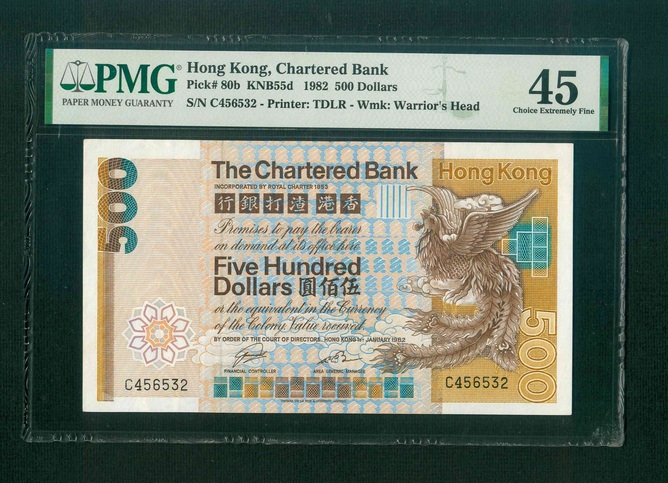 PMG
PAPER MONEY GUARANTY
Hong Kong, Chartered Bank
Pick# 80b KNB55d 1982 500 Dollars
S/N C456532 - Printer: TDLR - Wmk: Warrior's Head
45
Choice Extremely Fine
500
The Chartered Bank
HongKong
INCORPORATED BY ROYAL CHARTER 1853
行銀打渣港香
Promises to pay the bearer
on demand at its office here
Five Hundred
Dollars 圓佰伍
or the equivalent in the Currency
of the Colony. Value received.
BY ORDER OF THE COURT OF DIRECTORS, HONG KONG 1ST JANUARY 1982
FINANCIAL CONTROLLER
AREA GENERAL MANAGER
C456532
C456532
500